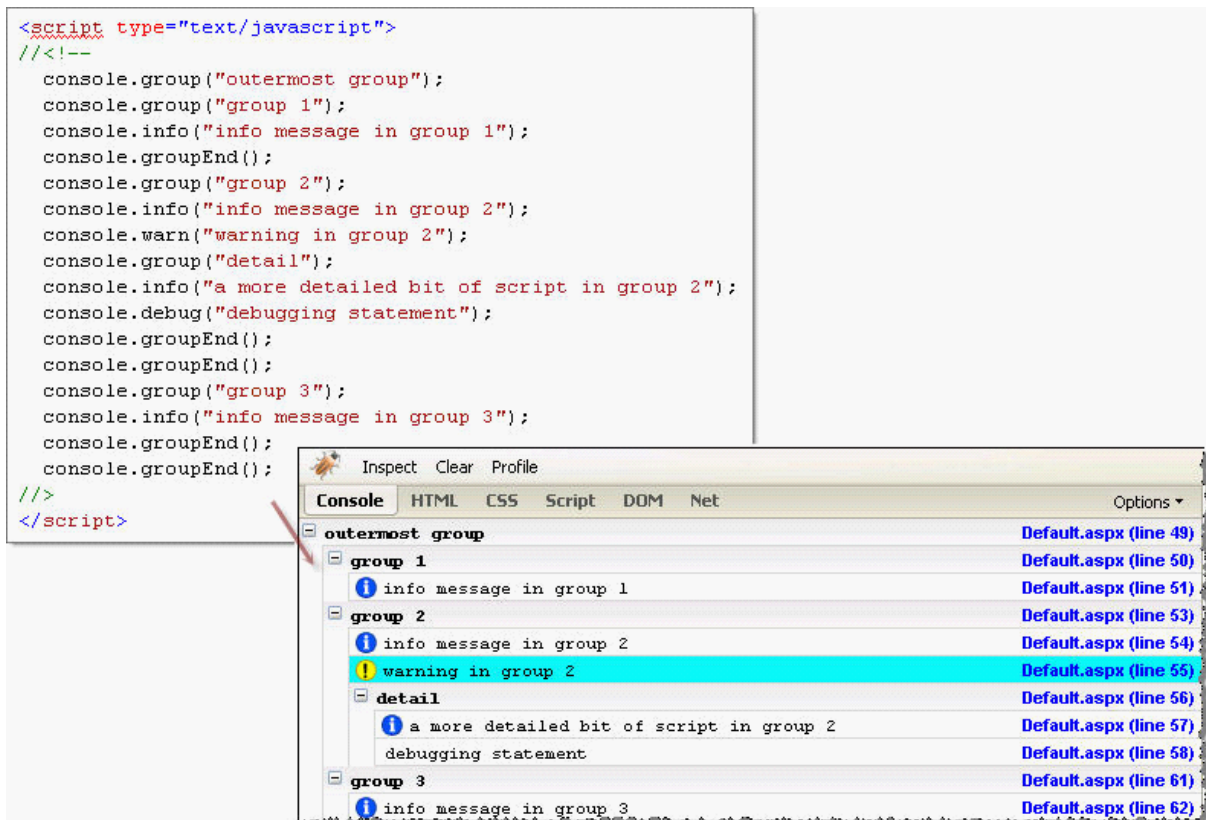 <script type="text/javascript">
//<!--
console.group("outermost group");
console.group("group 1");
console.info("info message in group 1");
console.groupEnd();
console.group("group 2");
console.info("info message in group 2");
console.warn("warning in group 2");
console.group("detail");
console.info("a more detailed bit of script in group 2");
console.debug("debugging statement");
console.groupEnd();
console.groupEnd();
console.group("group 3");
console.info("info message in group 3");
console.groupEnd();
console.groupEnd();
//>
</script>
Inspect Clear Profile
Console HTML CSS Script DOM Net Options
outermost group Default.aspx (line 49)
group 1 Default.aspx (line 50)
info message in group 1 Default.aspx (line 51)
group 2 Default.aspx (line 53)
info message in group 2 Default.aspx (line 54)
warning in group 2 Default.aspx (line 55)
detail Default.aspx (line 56)
a more detailed bit of script in group 2 Default.aspx (line 57)
debugging statement Default.aspx (line 58)
group 3 Default.aspx (line 61)
info message in group 3 Default.aspx (line 62)